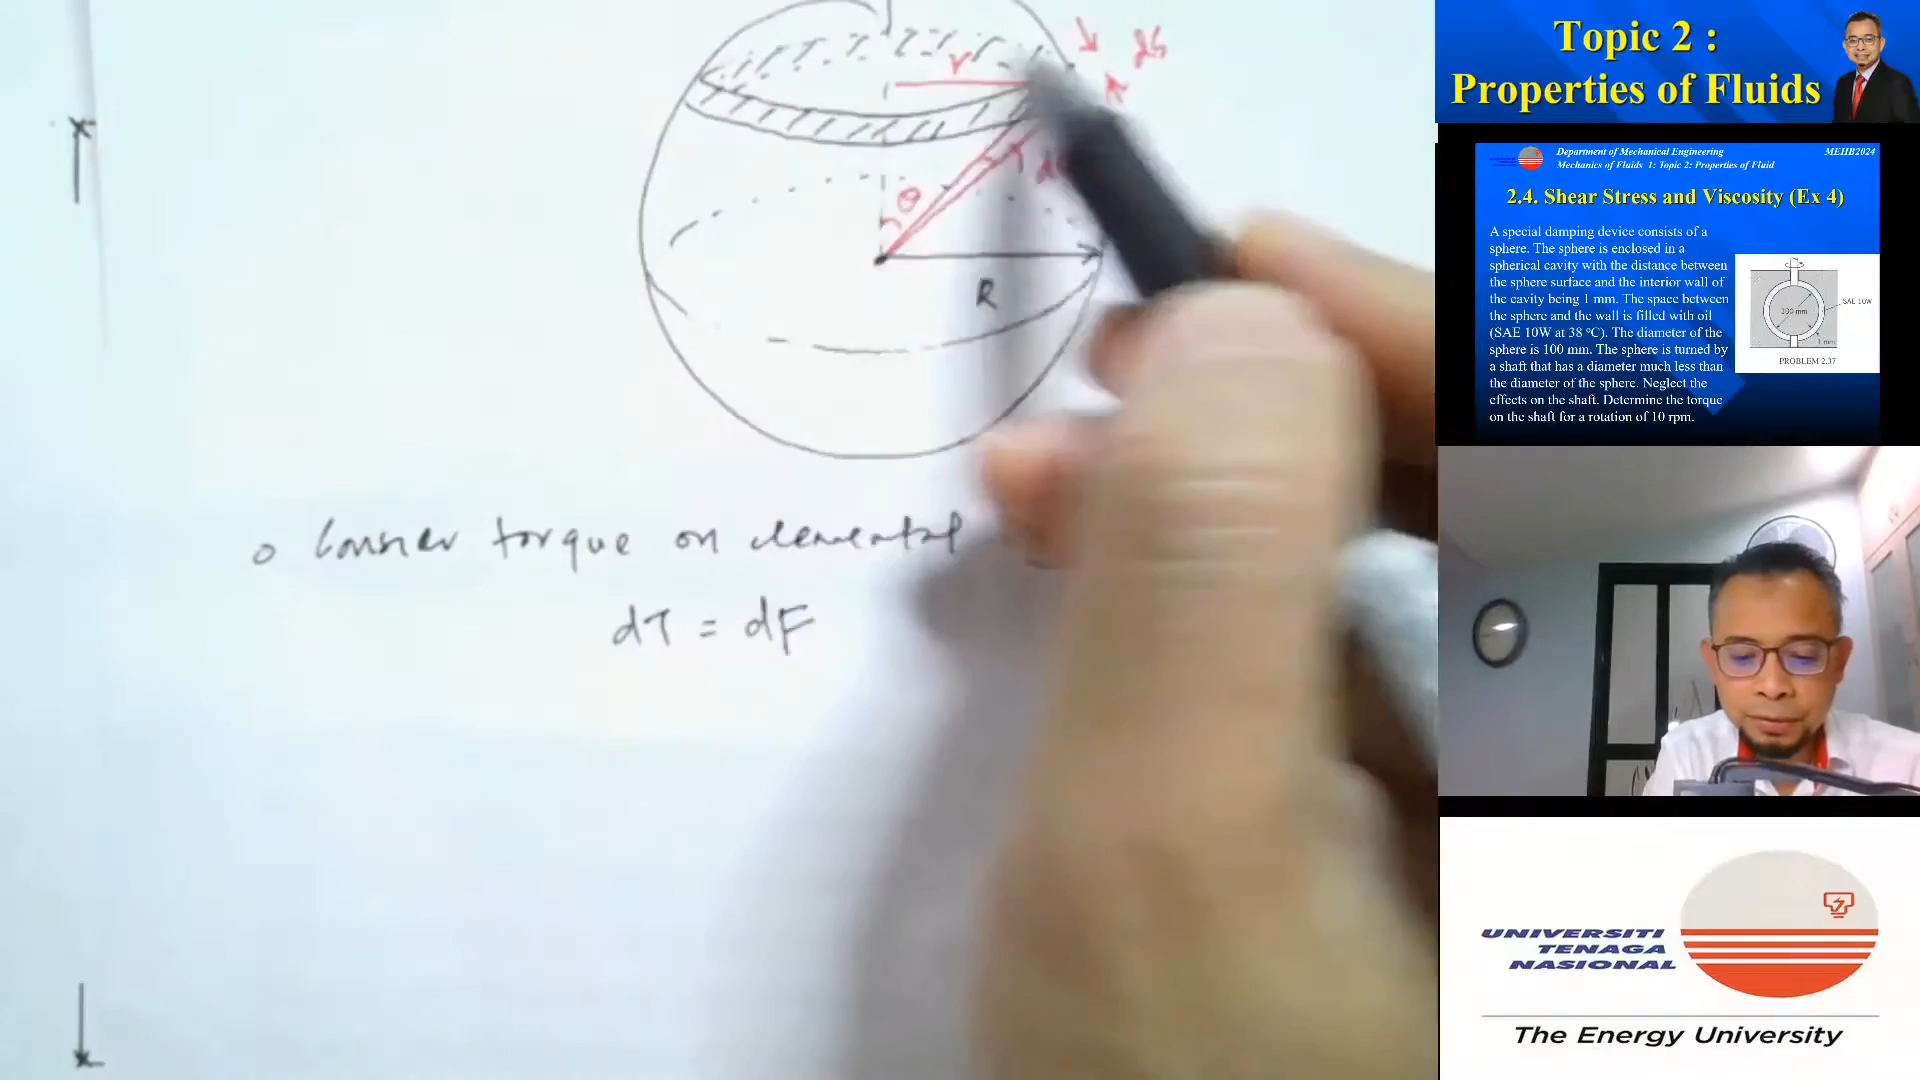 r
ds
θ
R
o Consider torque on elemental
dT = dF
Topic 2 :
Properties of Fluids
Department of Mechanical Engineering
MEHB2024
Mechanics of Fluids 1: Topic 2: Properties of Fluid
2.4. Shear Stress and Viscosity (Ex 4)
A special damping device consists of a
sphere. The sphere is enclosed in a
spherical cavity with the distance between
the sphere surface and the interior wall of
the cavity being 1 mm. The space between
the sphere and the wall is filled with oil
(SAE 10W at 38 °C). The diameter of the
sphere is 100 mm. The sphere is turned by
a shaft that has a diameter much less than
the diameter of the sphere. Neglect the
effects on the shaft. Determine the torque
on the shaft for a rotation of 10 rpm.
SAE 10W
100 mm
1 mm
PROBLEM 2.37
UNIVERSITI
TENAGA
NASIONAL
The Energy University